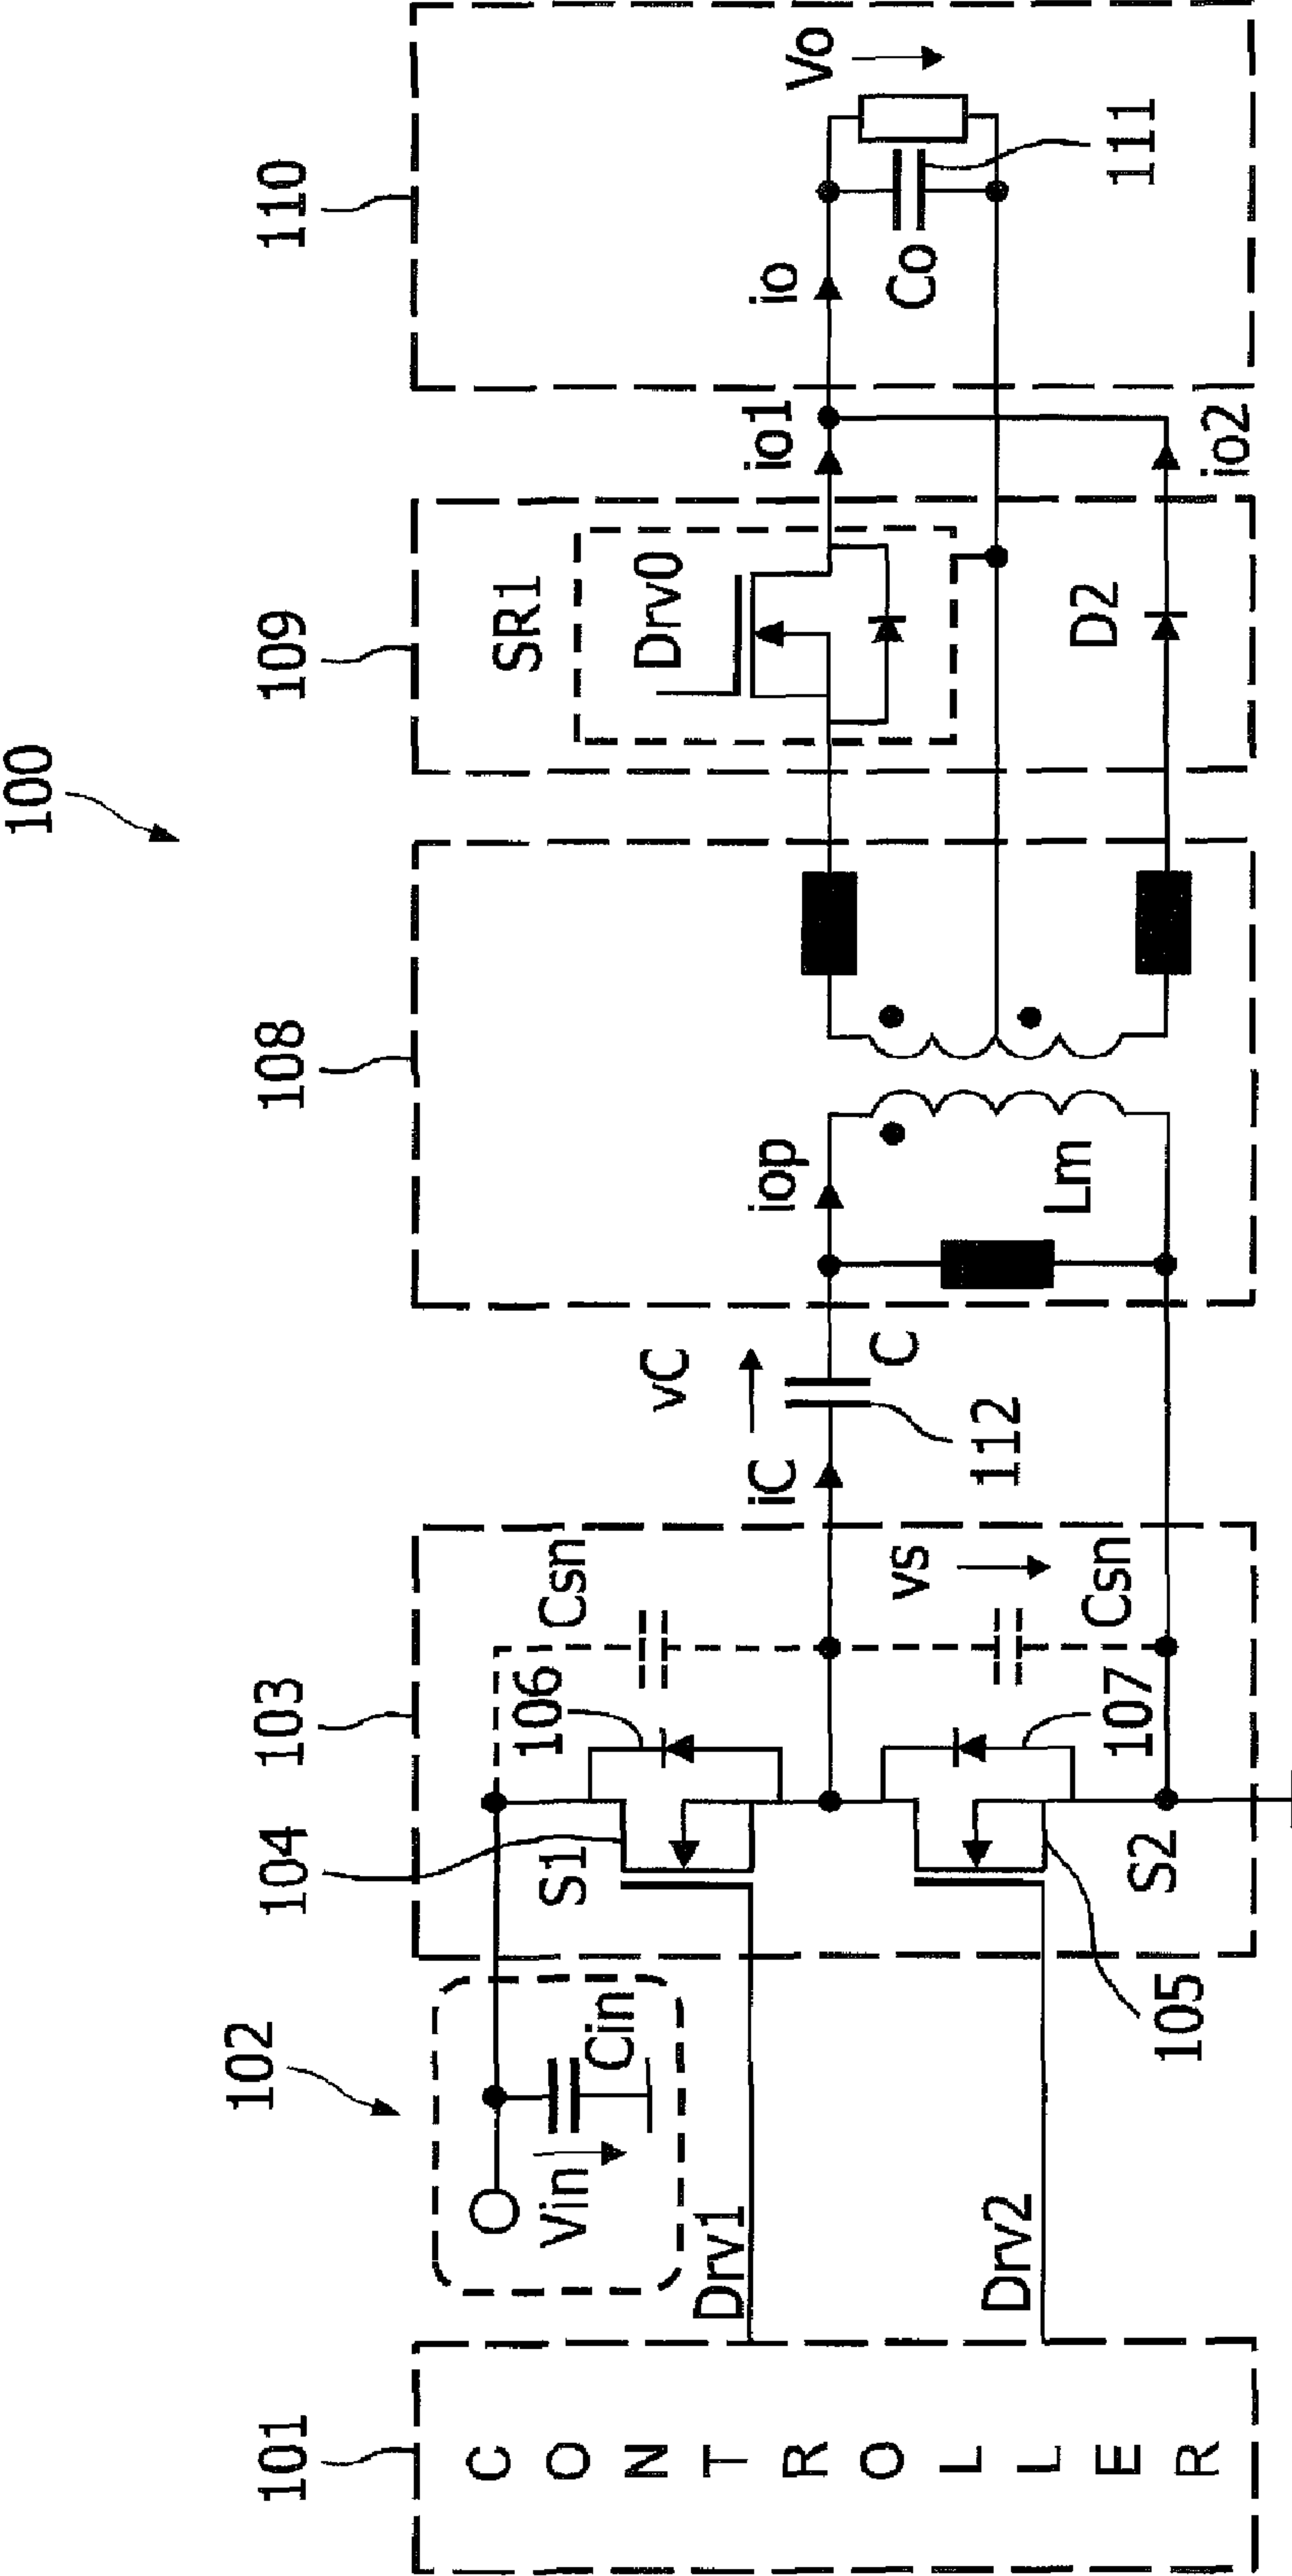 100
101
102
103
104
108
109
110
CONTROLLER
Vin
Cin
Drv1
Drv2
S1
106
Csn
S2
105
107
vs
Csn
iC
vC
C
112
iop
Lm
SR1
Drv0
D2
io1
io2
io
Co
111
Vo